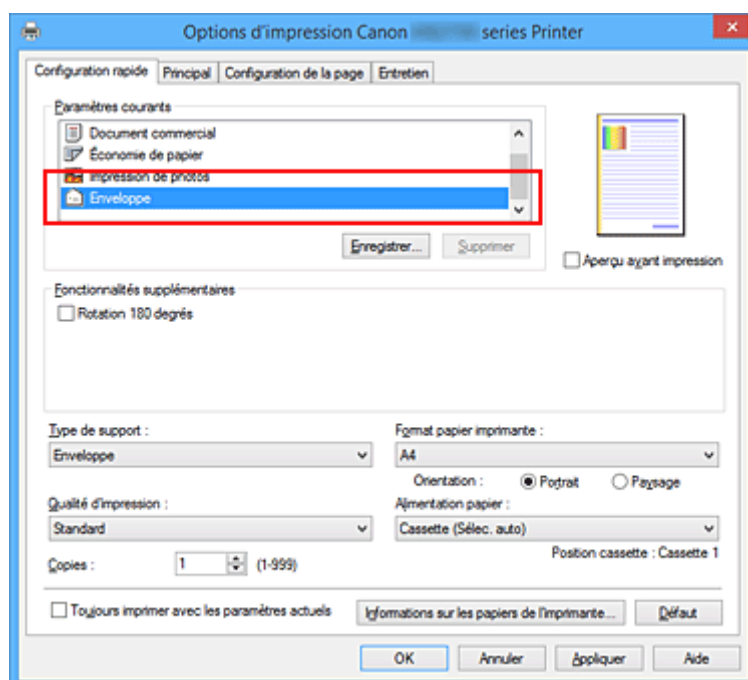 Options d'impression Canon series Printer
Configuration rapide Principal Configuration de la page Entretien
Paramètres courants
Document commercial
Économie de papier
Impression de photos
Enveloppe
Enregistrer... Supprimer
Aperçu avant impression
Fonctionnalités supplémentaires
Rotation 180 degrés
Type de support :
Enveloppe
Format papier imprimante :
A4
Orientation : Portrait Paysage
Qualité d'impression :
Standard
Alimentation papier :
Cassette (Sélec. auto)
Copies : 1 (1-999)
Position cassette : Cassette 1
Toujours imprimer avec les paramètres actuels
Informations sur les papiers de l'imprimante... Défaut
OK Annuler Appliquer Aide